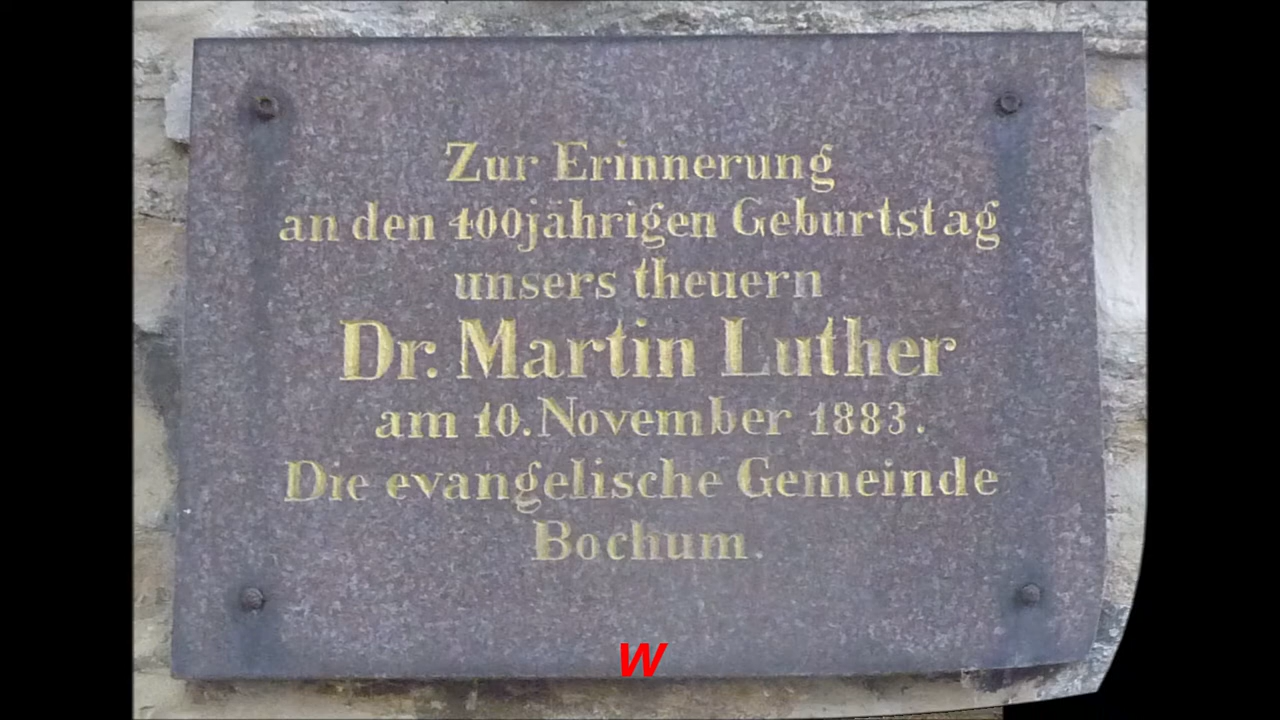 Zur Erinnerung
an den 400jährigen Geburtstag
unsers theuern
Dr. Martin Luther
am 10. November 1883.
Die evangelische Gemeinde
Bochum.
W